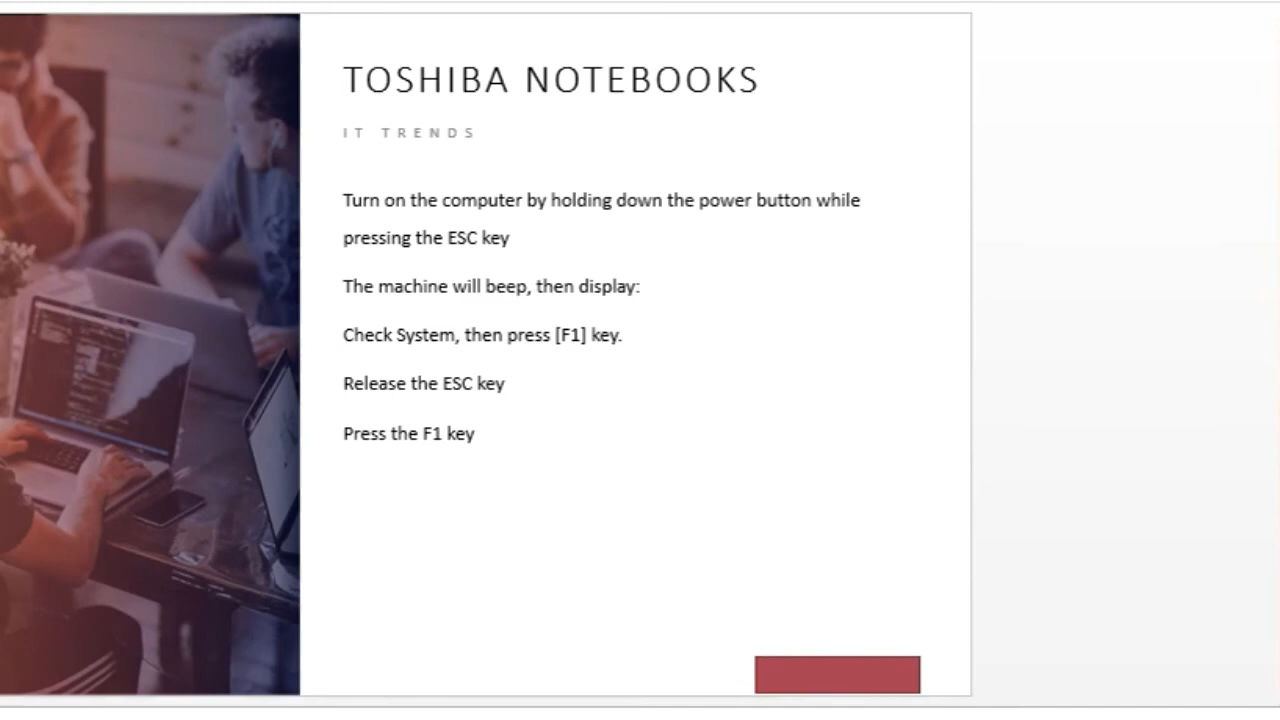 TOSHIBA NOTEBOOKS
IT TRENDS
Turn on the computer by holding down the power button while
pressing the ESC key
The machine will beep, then display:
Check System, then press [F1] key.
Release the ESC key
Press the F1 key